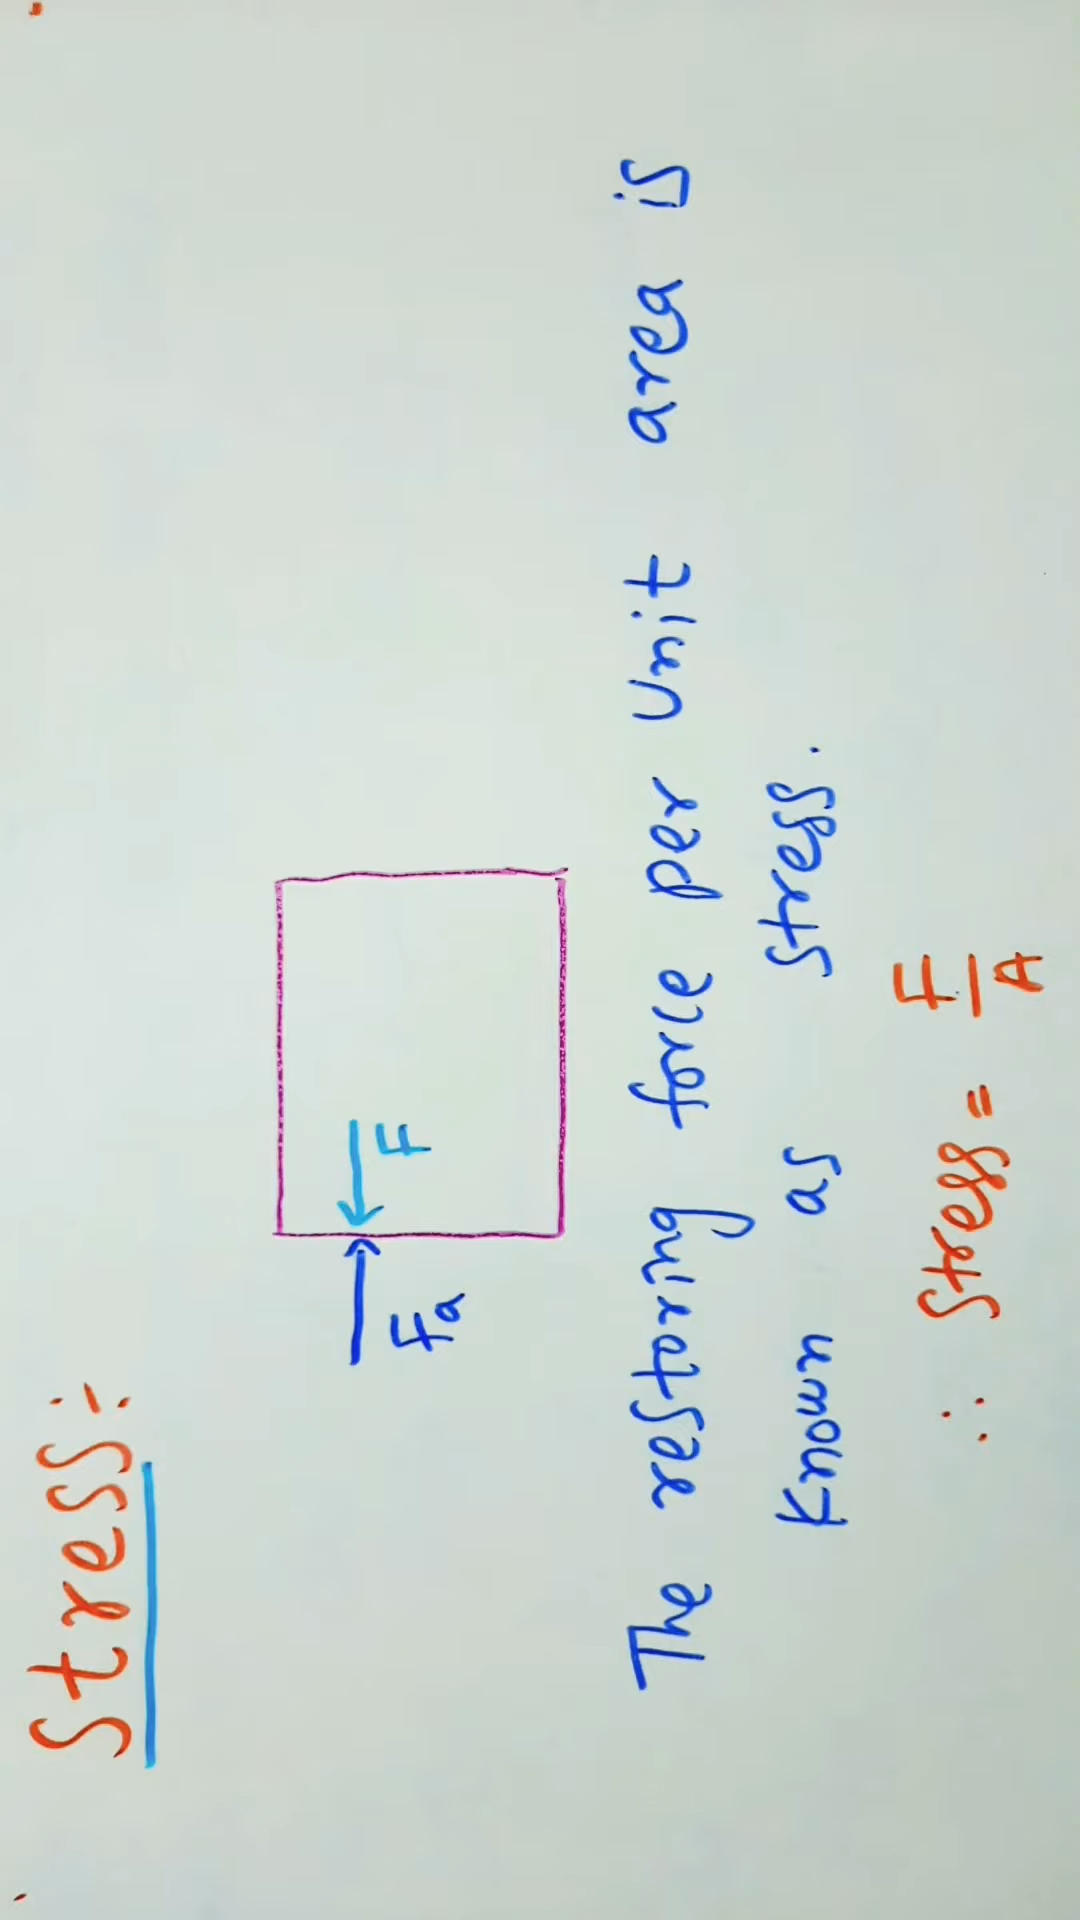 Stress:-
Fa F
The restoring force per unit area is
known as stress.
∴ Stress = F/A